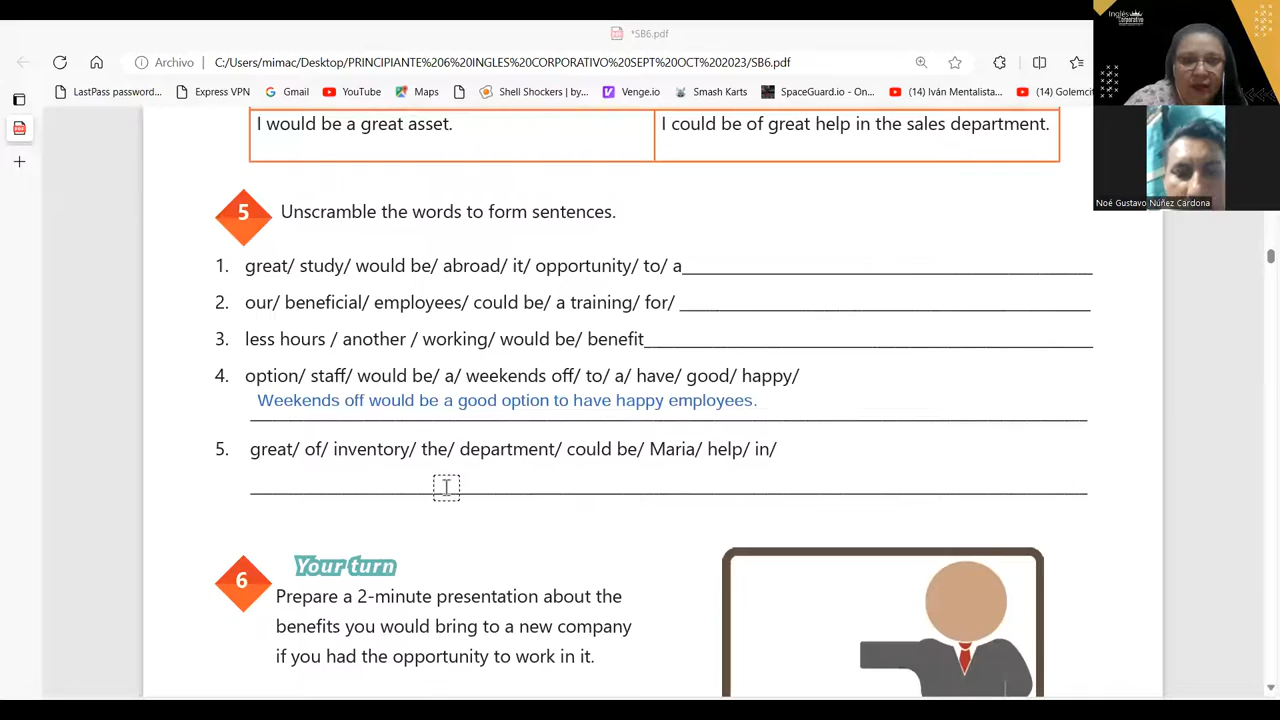 *SB6.pdf
Archivo C:/Users/mimac/Desktop/PRINCIPIANTE%206%20INGLES%20CORPORATIVO%20SEPT%20OCT%202023/SB6.pdf
LastPass password... Express VPN Gmail YouTube Maps Shell Shockers | by... Venge.io Smash Karts SpaceGuard.io - On... (14) Iván Mentalista... (14) Golemcit
Inglés
Corporativo
Noé Gustavo Núñez Cardona
I would be a great asset. I could be of great help in the sales department.
5 Unscramble the words to form sentences.
1. great/ study/ would be/ abroad/ it/ opportunity/ to/ a
2. our/ beneficial/ employees/ could be/ a training/ for/
3. less hours / another / working/ would be/ benefit
4. option/ staff/ would be/ a/ weekends off/ to/ a/ have/ good/ happy/
Weekends off would be a good option to have happy employees.
5. great/ of/ inventory/ the/ department/ could be/ Maria/ help/ in/
6 Your turn
Prepare a 2-minute presentation about the
benefits you would bring to a new company
if you had the opportunity to work in it.